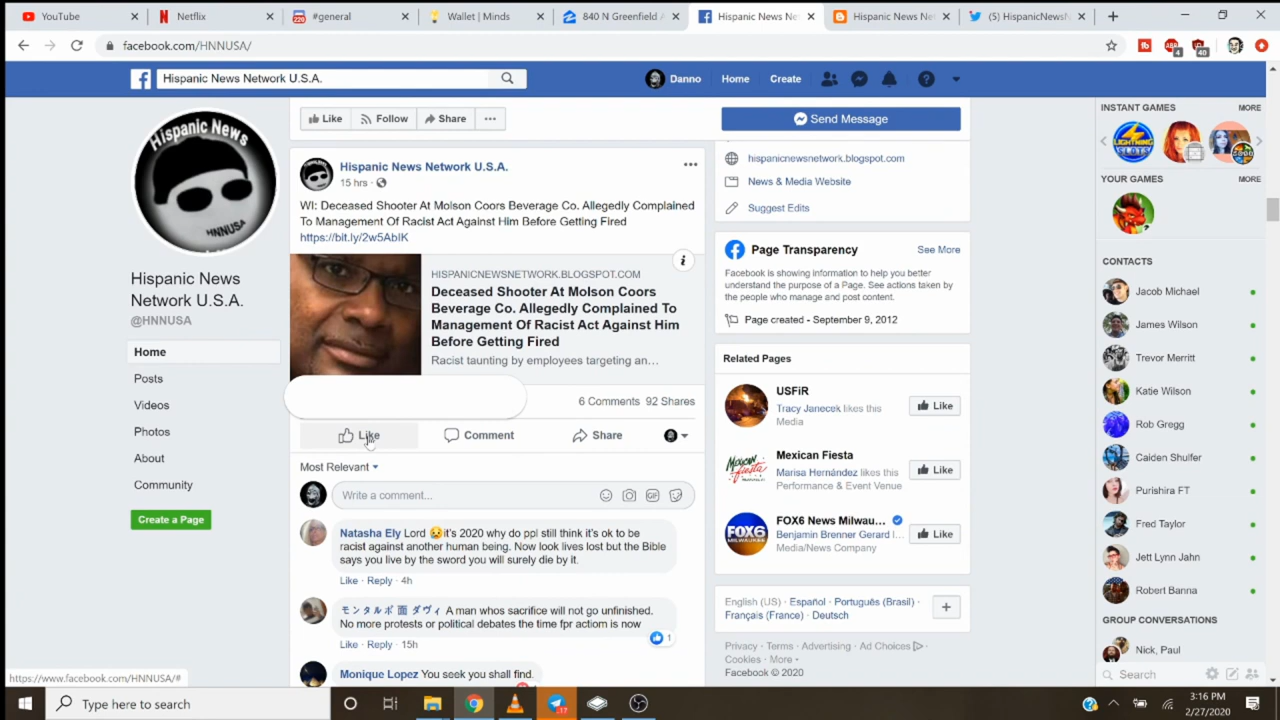 YouTube
Netflix
#general
Wallet | Minds
840 N Greenfield
Hispanic News Ne
Hispanic News Ne
(5) HispanicNews
facebook.com/HNNUSA/
Hispanic News Network U.S.A.
Danno
Home
Create
Hispanic News
HNNUSA
Hispanic News
Network U.S.A.
@HNNUSA
Home
Posts
Videos
Photos
About
Community
Create a Page
Like
Follow
Share
Hispanic News Network U.S.A.
15 hrs ·
WI: Deceased Shooter At Molson Coors Beverage Co. Allegedly Complained
To Management Of Racist Act Against Him Before Getting Fired
https://bit.ly/2w5AbIK
HISPANICNEWSNETWORK.BLOGSPOT.COM
Deceased Shooter At Molson Coors
Beverage Co. Allegedly Complained To
Management Of Racist Act Against Him
Before Getting Fired
Racist taunting by employees targeting an…
6 Comments 92 Shares
Like
Comment
Share
Most Relevant
Write a comment...
GIF
Natasha Ely Lord 😥it's 2020 why do ppl still think it's ok to be
racist against another human being. Now look lives lost but the Bible
says you live by the sword you will surely die by it.
Like · Reply · 4h
モンタルボ 面 ダヴィ A man whos sacrifice will not go unfinished.
No more protests or political debates the time fpr actiom is now
1
Like · Reply · 15h
Monique Lopez You seek you shall find.
Send Message
hispanicnewsnetwork.blogspot.com
News & Media Website
Suggest Edits
Page Transparency
See More
Facebook is showing information to help you better
understand the purpose of a Page. See actions taken by
the people who manage and post content.
Page created - September 9, 2012
Related Pages
USFiR
Tracy Janecek likes this
Media
Like
Mexican Fiesta
Marisa Hernández likes this
Performance & Event Venue
Like
FOX6
FOX6 News Milwau...
Benjamin Brenner Gerard l...
Media/News Company
Like
English (US) · Español · Português (Brasil) ·
Français (France) · Deutsch
Privacy · Terms · Advertising · Ad Choices ·
Cookies · More
Facebook © 2020
INSTANT GAMES
MORE
YOUR GAMES
MORE
CONTACTS
Jacob Michael
James Wilson
Trevor Merritt
Katie Wilson
Rob Gregg
Caiden Shulfer
Purishira FT
Fred Taylor
Jett Lynn Jahn
Robert Banna
GROUP CONVERSATIONS
Nick, Paul
Search
https://www.facebook.com/HNNUSA/#
Type here to search
3:16 PM
2/27/2020